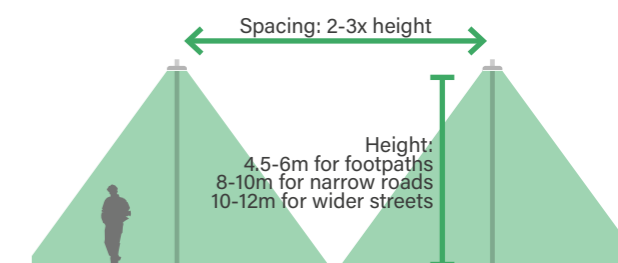 Spacing: 2-3x height
Height:
4.5-6m for footpaths
8-10m for narrow roads
10-12m for wider streets